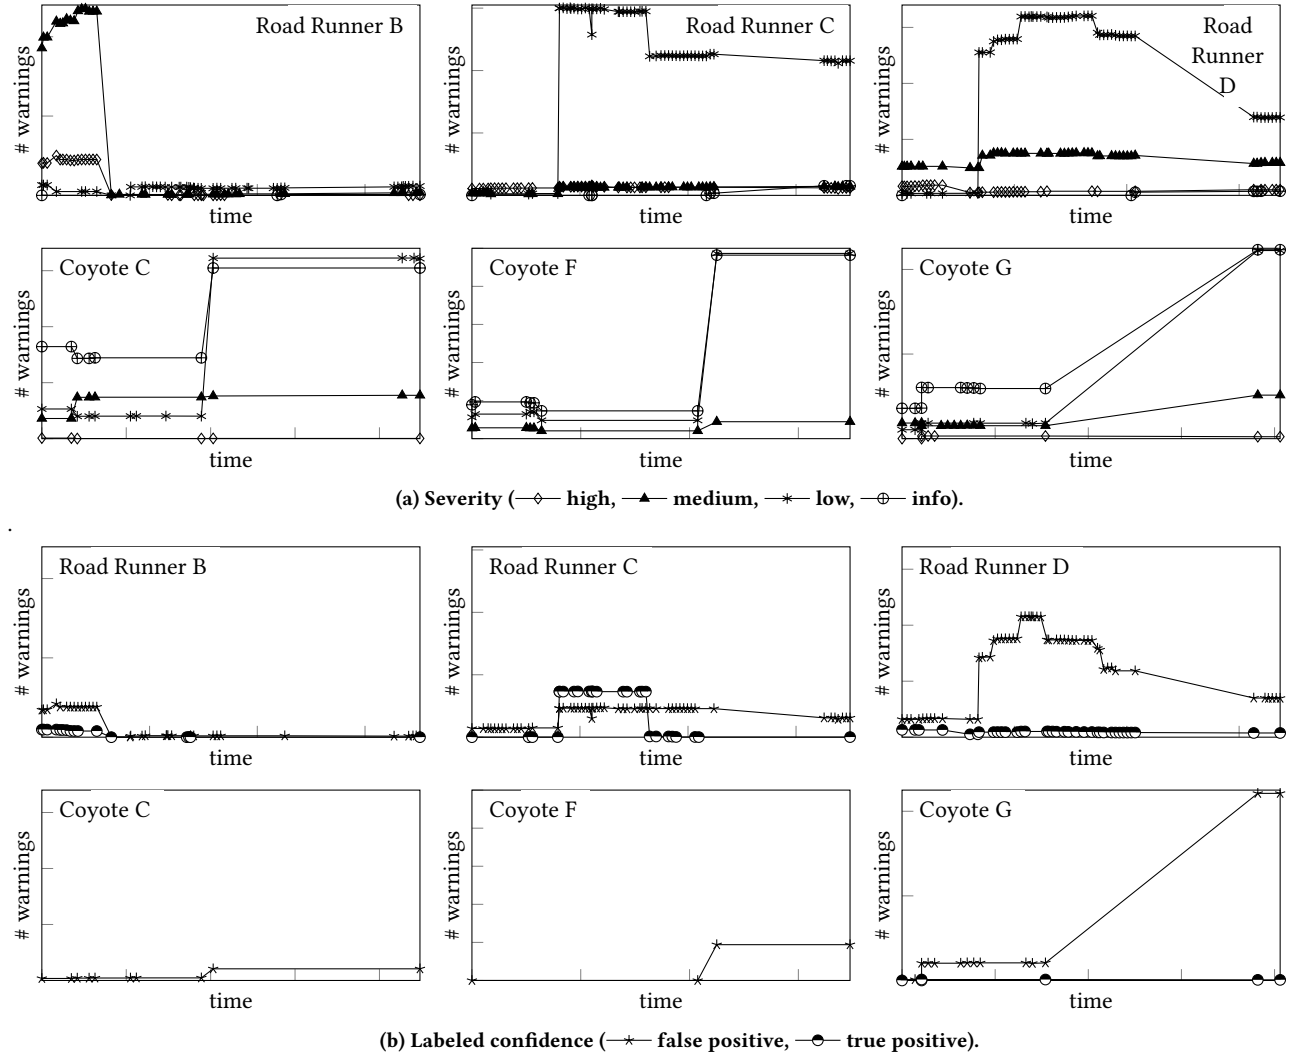 # warnings
Road Runner B
time
# warnings
Road Runner C
time
# warnings
Road
Runner
D
time
# warnings
Coyote C
time
# warnings
Coyote F
time
# warnings
Coyote G
time
(a) Severity ( high, medium, low, info).
.
# warnings
Road Runner B
time
# warnings
Road Runner C
time
# warnings
Road Runner D
time
# warnings
Coyote C
time
# warnings
Coyote F
time
# warnings
Coyote G
time
(b) Labeled confidence ( false positive, true positive).